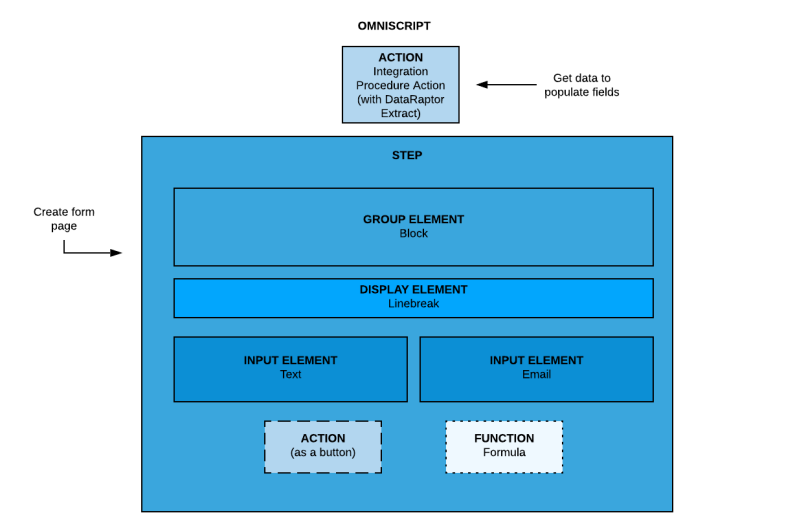 OMNISCRIPT
ACTION
Integration
Procedure Action
(with DataRaptor
Extract)
Get data to
populate fields
STEP
Create form
page
GROUP ELEMENT
Block
DISPLAY ELEMENT
Linebreak
INPUT ELEMENT
Text
INPUT ELEMENT
Email
ACTION
(as a button)
FUNCTION
Formula